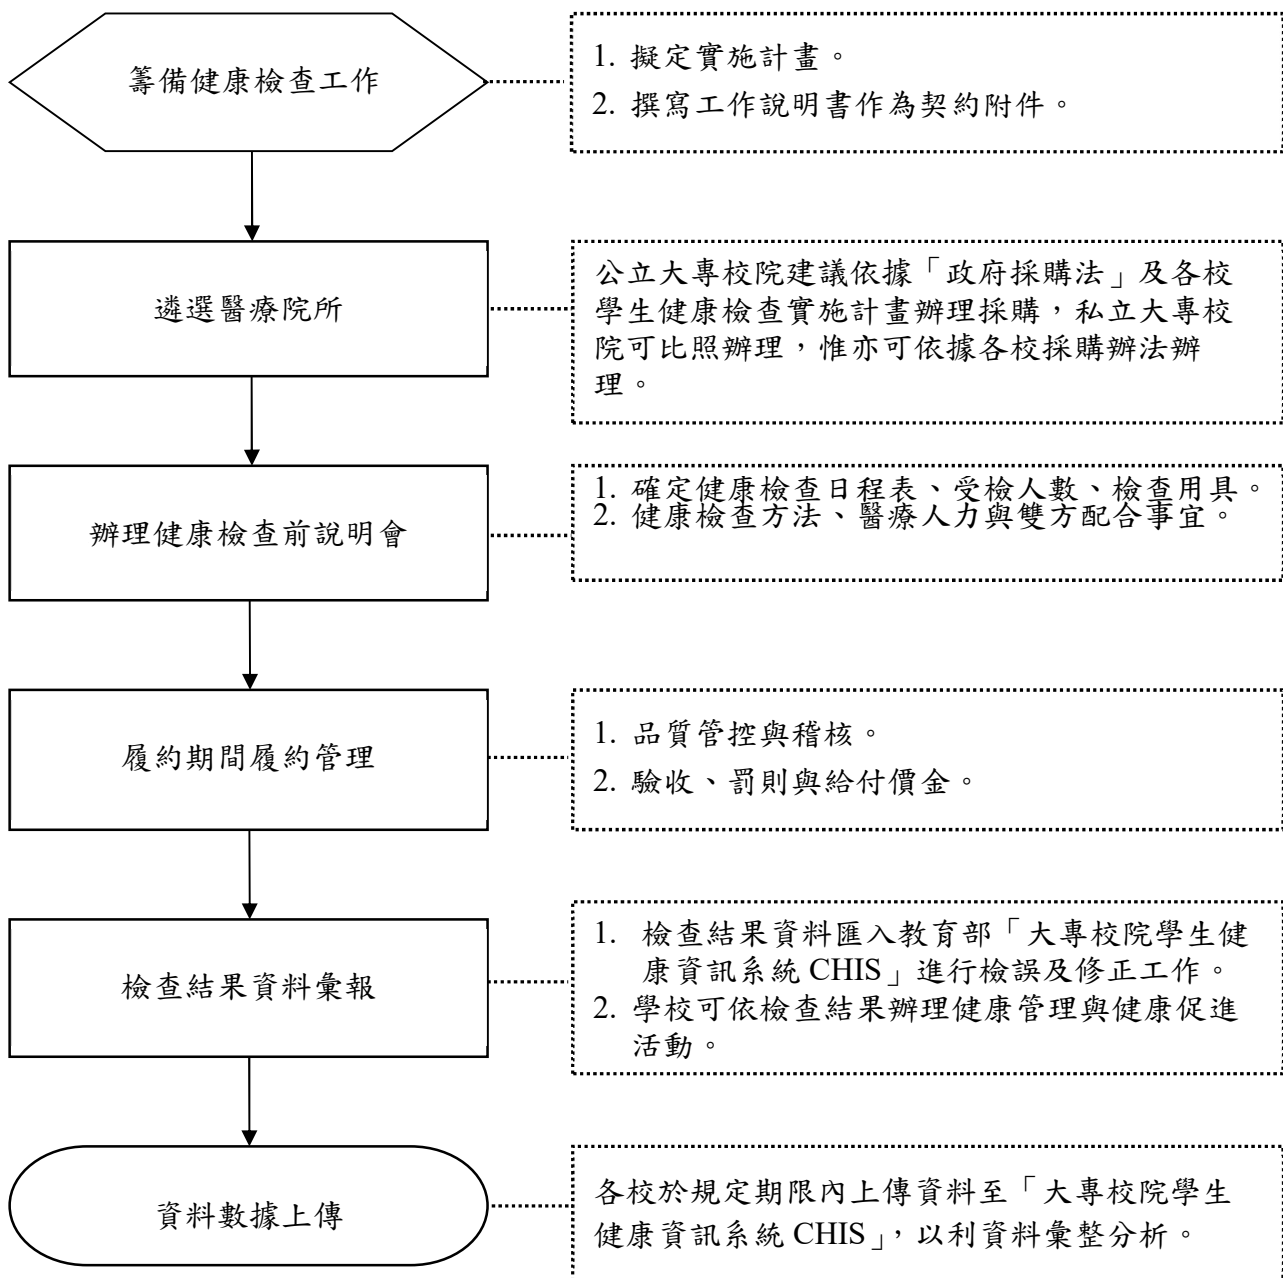 籌備健康檢查工作
1. 擬定實施計畫。
2. 撰寫工作說明書作為契約附件。
遴選醫療院所
公立大專校院建議依據「政府採購法」及各校
學生健康檢查實施計畫辦理採購，私立大專校
院可比照辦理，惟亦可依據各校採購辦法辦
理。
辦理健康檢查前說明會
1. 確定健康檢查日程表、受檢人數、檢查用具。
2. 健康檢查方法、醫療人力與雙方配合事宜。
履約期間履約管理
1. 品質管控與稽核。
2. 驗收、罰則與給付價金。
檢查結果資料彙報
1. 檢查結果資料匯入教育部「大專校院學生健
康資訊系統 CHIS」進行檢誤及修正工作。
2. 學校可依檢查結果辦理健康管理與健康促進
活動。
資料數據上傳
各校於規定期限內上傳資料至「大專校院學生
健康資訊系統 CHIS」，以利資料彙整分析。